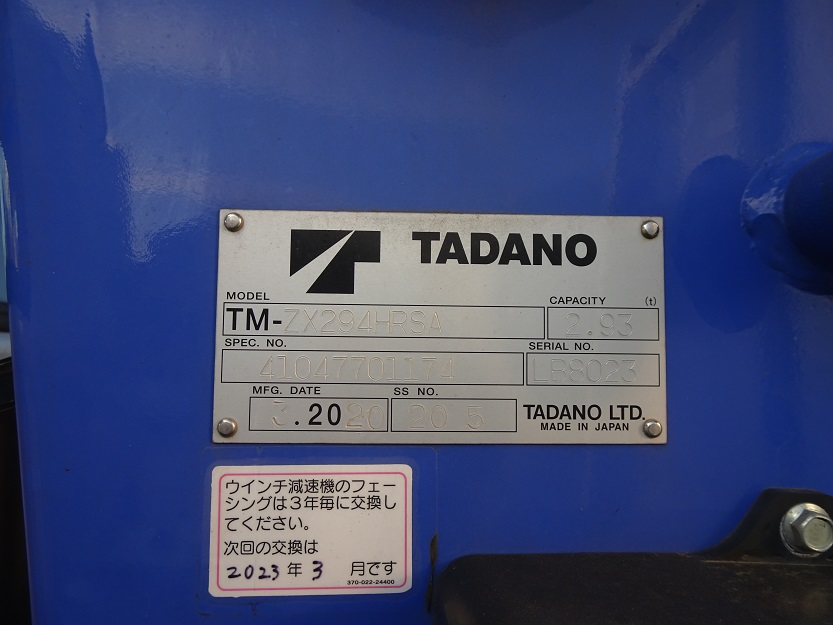 TADANO
MODEL
CAPACITY (t)
TM-ZX294HRSA
2.93
SPEC. NO.
SERIAL NO.
41047701174
LB8023
MFG. DATE
SS NO.
3.2020
20 5
TADANO LTD.
MADE IN JAPAN
ウインチ減速機のフェー
シングは3年毎に交換し
てください。
次回の交換は
2023年 3 月です
370-022-24400